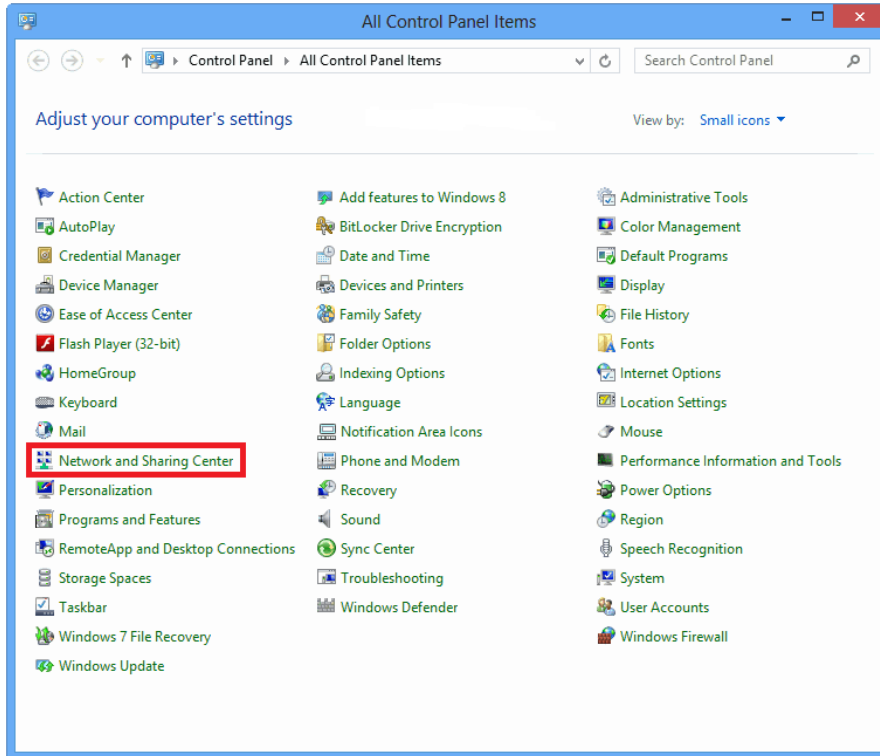 All Control Panel Items
Control Panel All Control Panel Items Search Control Panel
Adjust your computer's settings View by: Small icons
Action Center Add features to Windows 8 Administrative Tools
AutoPlay BitLocker Drive Encryption Color Management
Credential Manager Date and Time Default Programs
Device Manager Devices and Printers Display
Ease of Access Center Family Safety File History
Flash Player (32-bit) Folder Options Fonts
HomeGroup Indexing Options Internet Options
Keyboard Language Location Settings
Mail Notification Area Icons Mouse
Network and Sharing Center Phone and Modem Performance Information and Tools
Personalization Recovery Power Options
Programs and Features Sound Region
RemoteApp and Desktop Connections Sync Center Speech Recognition
Storage Spaces Troubleshooting System
Taskbar Windows Defender User Accounts
Windows 7 File Recovery Windows Firewall
Windows Update